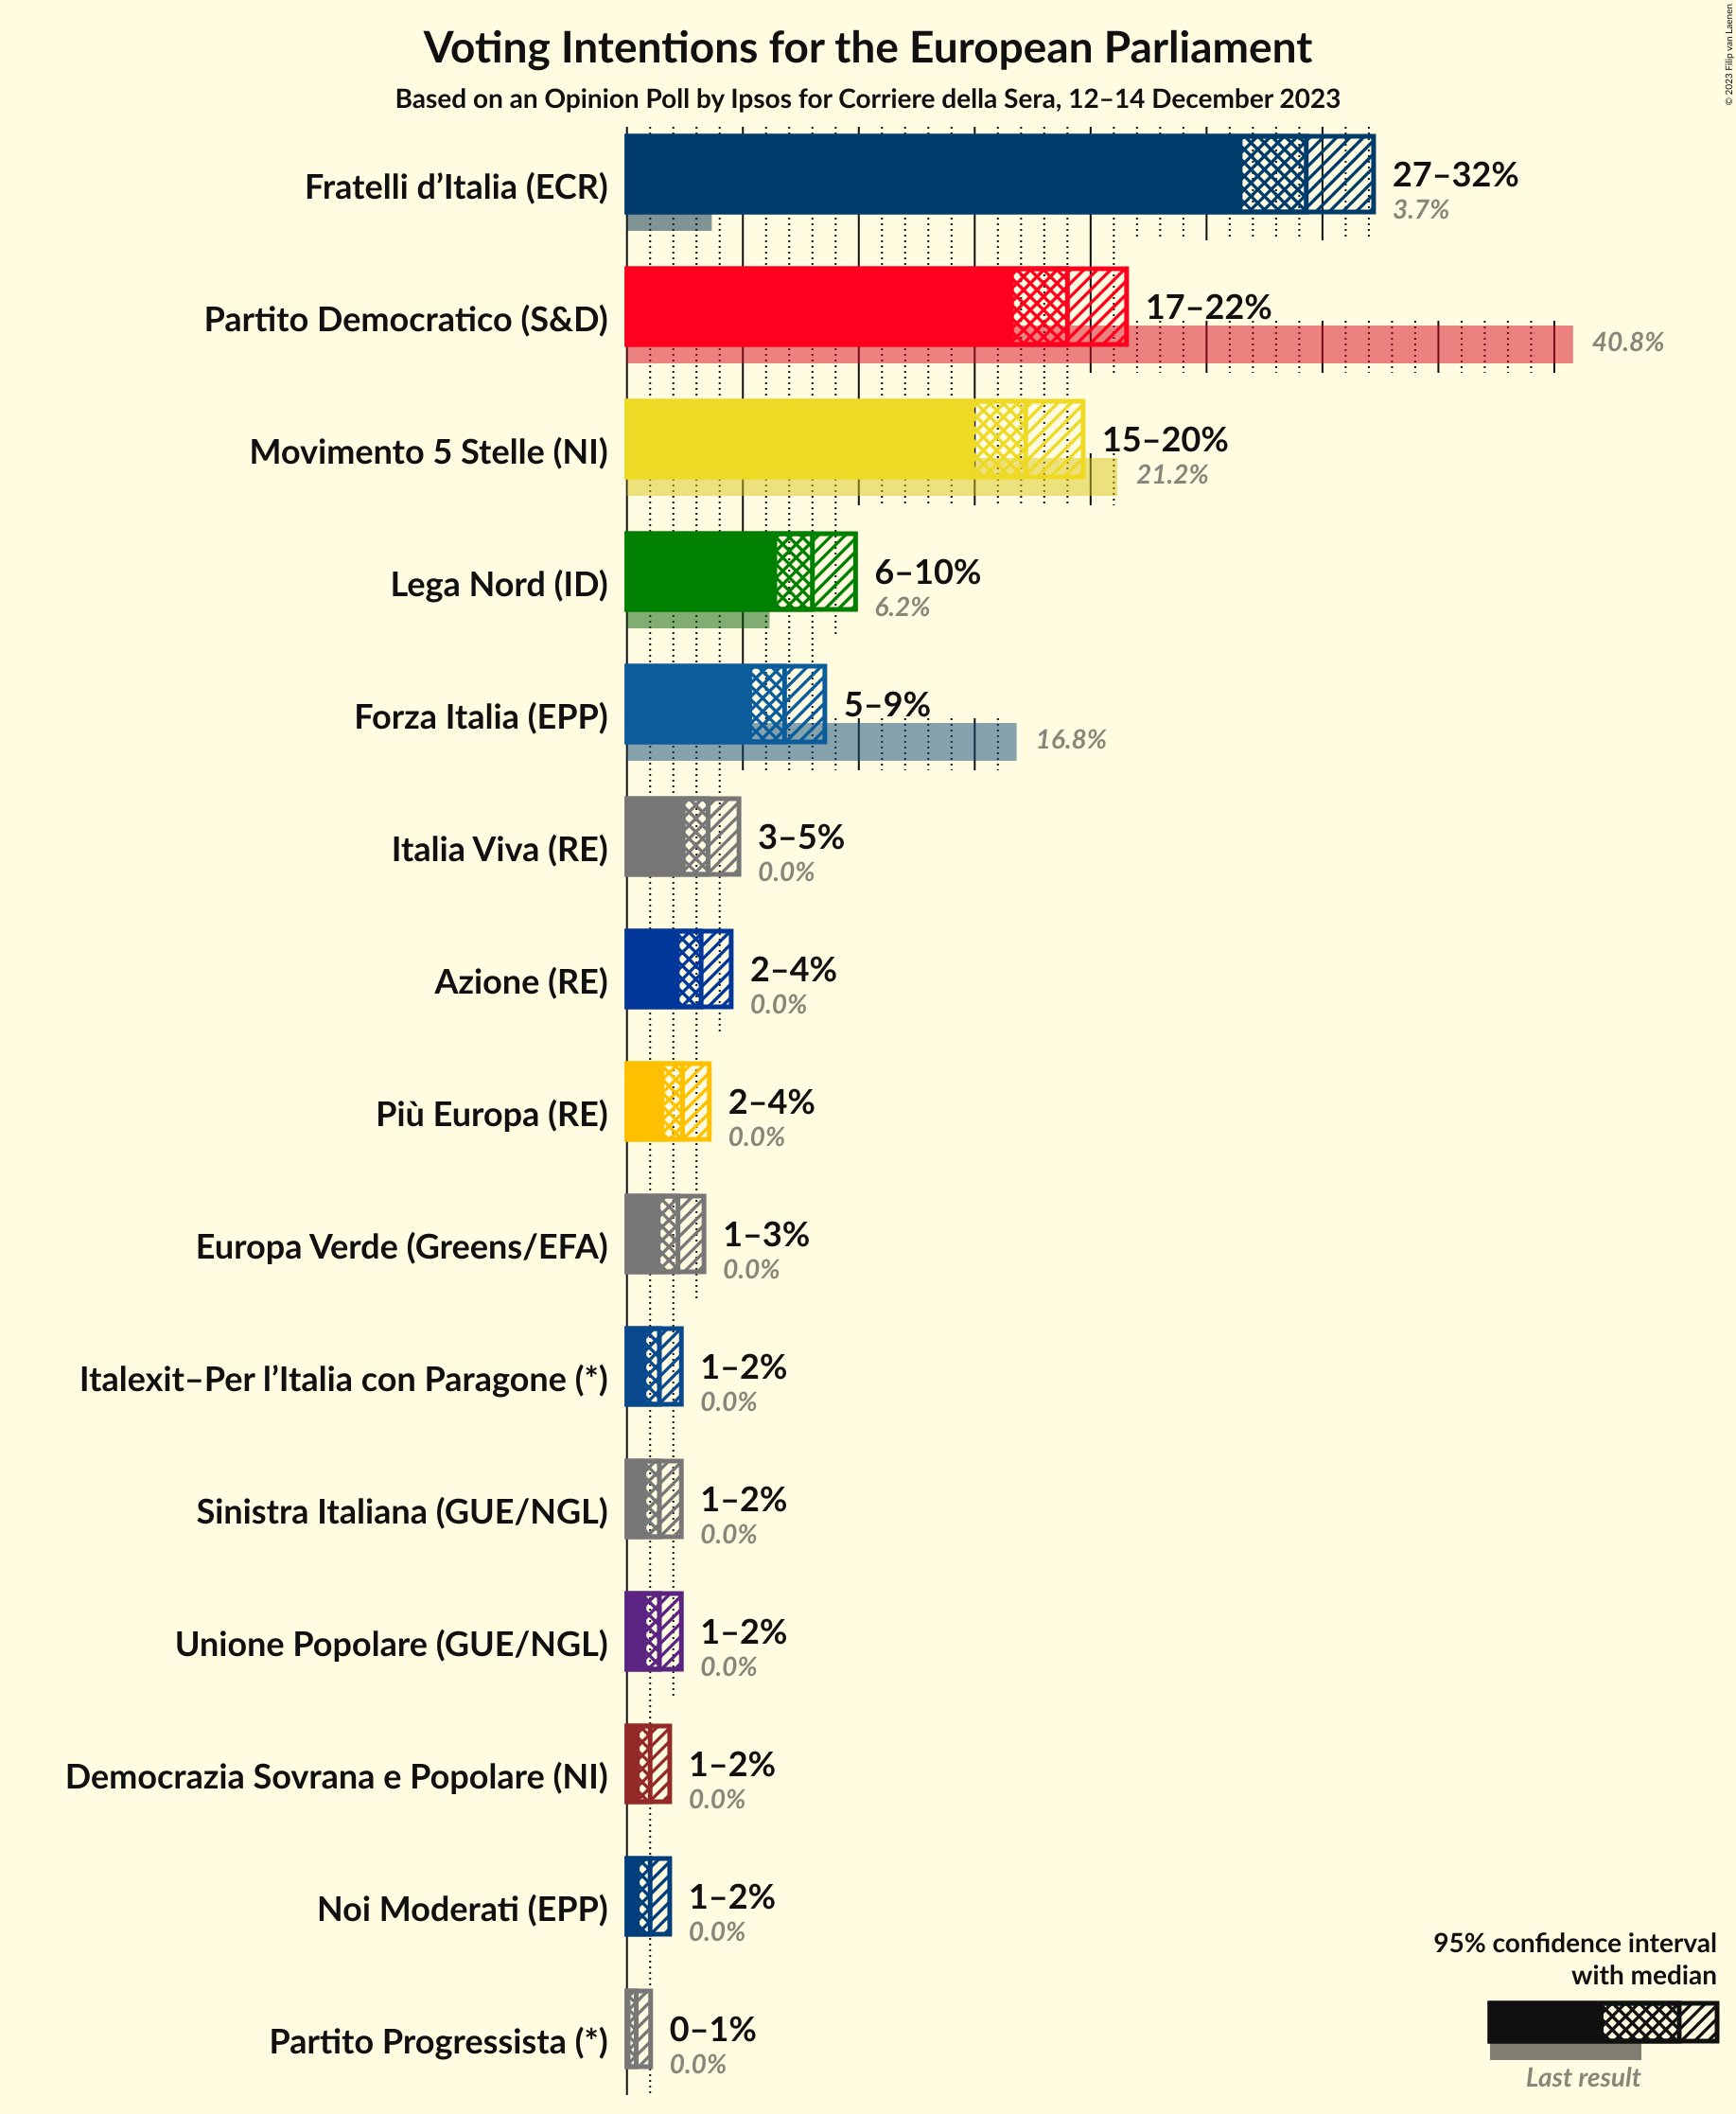 Voting Intentions for the European Parliament
Based on an Opinion Poll by Ipsos for Corriere della Sera, 12–14 December 2023
© 2023 Filip van Laenen
Fratelli d’Italia (ECR)
27–32%
3.7%
Partito Democratico (S&D)
17–22%
40.8%
Movimento 5 Stelle (NI)
15–20%
21.2%
Lega Nord (ID)
6–10%
6.2%
Forza Italia (EPP)
5–9%
16.8%
Italia Viva (RE)
3–5%
0.0%
Azione (RE)
2–4%
0.0%
Più Europa (RE)
2–4%
0.0%
Europa Verde (Greens/EFA)
1–3%
0.0%
Italexit–Per l’Italia con Paragone (*)
1–2%
0.0%
Sinistra Italiana (GUE/NGL)
1–2%
0.0%
Unione Popolare (GUE/NGL)
1–2%
0.0%
Democrazia Sovrana e Popolare (NI)
1–2%
0.0%
Noi Moderati (EPP)
1–2%
0.0%
Partito Progressista (*)
0–1%
0.0%
95% confidence interval
with median
Last result